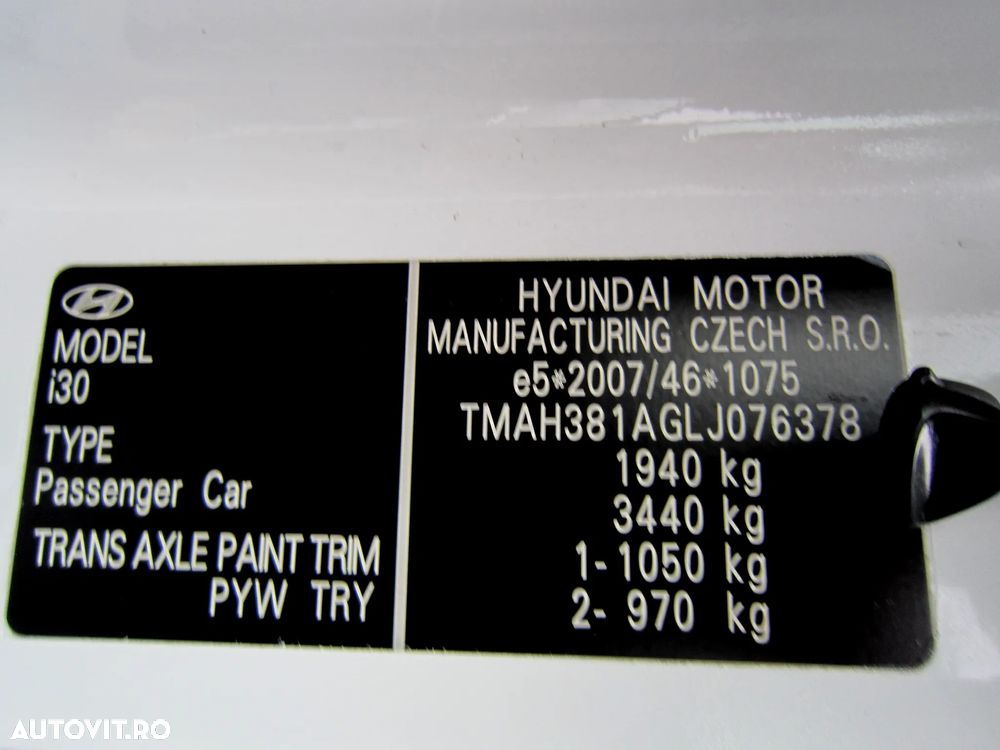 MODEL
i30
TYPE
Passenger Car
TRANS AXLE PAINT TRIM
PYW TRY
HYUNDAI MOTOR
MANUFACTURING CZECH S.R.O.
e5*2007/46*1075
TMAH381AGLJ076378
1940 kg
3440 kg
1- 1050 kg
2- 970 kg
AUTOVIT.RO